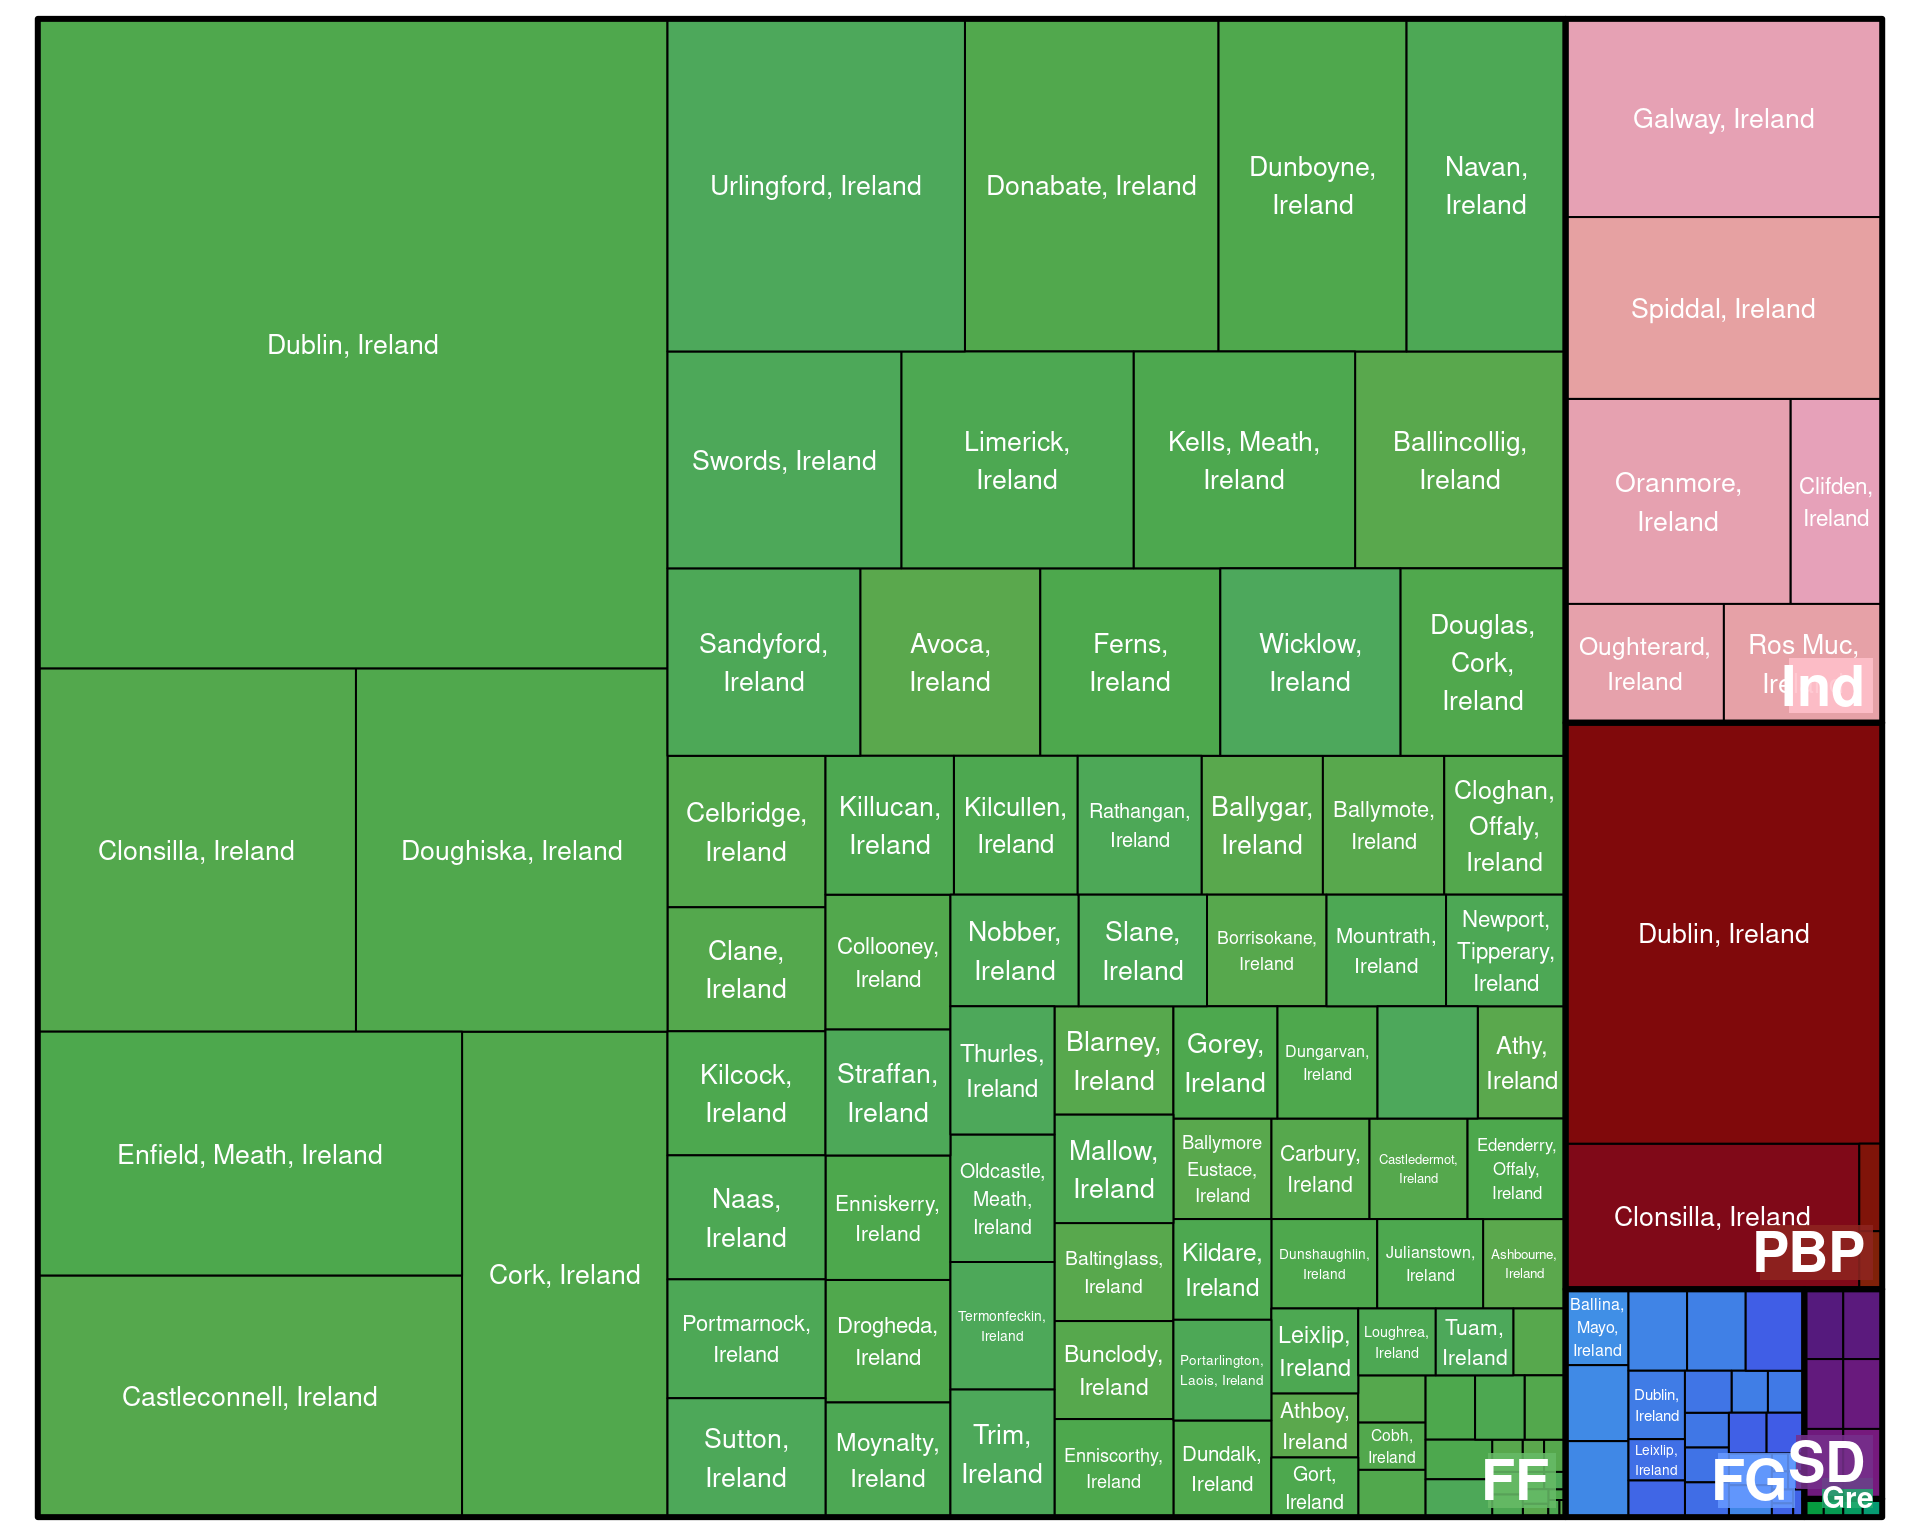 Dublin, Ireland
Clonsilla, Ireland
Doughiska, Ireland
Enfield, Meath, Ireland
Castleconnell, Ireland
Cork, Ireland
Urlingford, Ireland
Donabate, Ireland
Dunboyne,
Ireland
Navan,
Ireland
Swords, Ireland
Limerick,
Ireland
Kells, Meath,
Ireland
Ballincollig,
Ireland
Sandyford,
Ireland
Avoca,
Ireland
Ferns,
Ireland
Wicklow,
Ireland
Douglas,
Cork,
Ireland
Celbridge,
Ireland
Clane,
Ireland
Kilcock,
Ireland
Naas,
Ireland
Portmarnock,
Ireland
Sutton,
Ireland
Killucan,
Ireland
Kilcullen,
Ireland
Rathangan,
Ireland
Ballygar,
Ireland
Ballymote,
Ireland
Cloghan,
Offaly,
Ireland
Collooney,
Ireland
Straffan,
Ireland
Enniskerry,
Ireland
Drogheda,
Ireland
Moynalty,
Ireland
Nobber,
Ireland
Slane,
Ireland
Borrisokane,
Ireland
Mountrath,
Ireland
Newport,
Tipperary,
Ireland
Thurles,
Ireland
Oldcastle,
Meath,
Ireland
Termonfeckin,
Ireland
Trim,
Ireland
Blarney,
Ireland
Mallow,
Ireland
Baltinglass,
Ireland
Bunclody,
Ireland
Enniscorthy,
Ireland
Gorey,
Ireland
Dungarvan,
Ireland
Athy,
Ireland
Ballymore
Eustace,
Ireland
Carbury,
Ireland
Castledermot,
Ireland
Edenderry,
Offaly,
Ireland
Kildare,
Ireland
Portarlington,
Laois, Ireland
Dundalk,
Ireland
Dunshaughlin,
Ireland
Julianstown,
Ireland
Ashbourne,
Ireland
Leixlip,
Ireland
Athboy,
Ireland
Gort,
Ireland
Loughrea,
Ireland
Tuam,
Ireland
Cobh,
Ireland
FF
Galway, Ireland
Spiddal, Ireland
Oranmore,
Ireland
Clifden,
Ireland
Oughterard,
Ireland
Ros Muc,
Ind
Dublin, Ireland
Clonsilla, Ireland
PBP
Ballina,
Mayo,
Ireland
Dublin,
Ireland
Leixlip,
Ireland
FG
SD
Gre